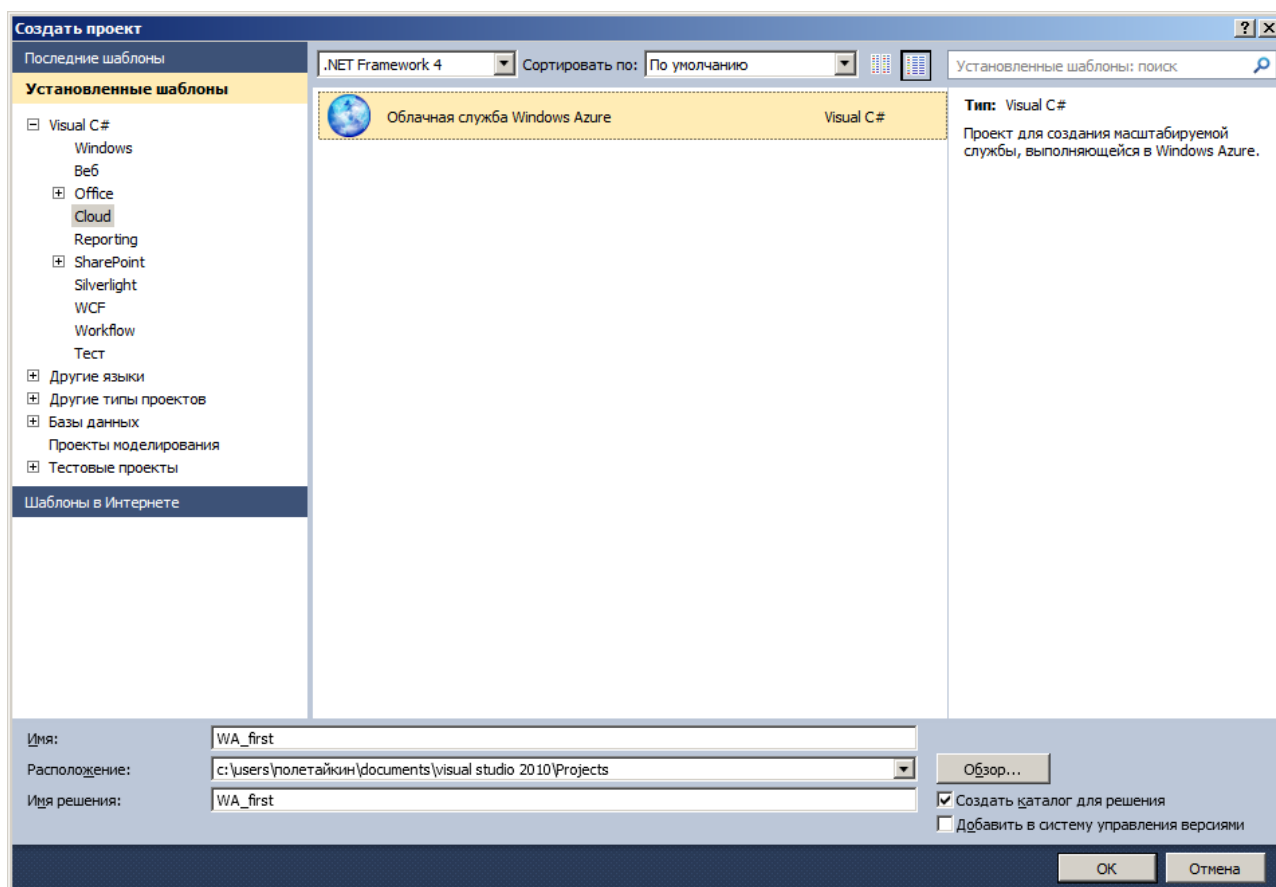 Создать проект
Последние шаблоны
.NET Framework 4
Сортировать по: По умолчанию
Установленные шаблоны: поиск
Установленные шаблоны
Visual C#
Windows
Веб
Office
Cloud
Reporting
SharePoint
Silverlight
WCF
Workflow
Тест
Другие языки
Другие типы проектов
Базы данных
Проекты моделирования
Тестовые проекты
Шаблоны в Интернете
Облачная служба Windows Azure Visual C#
Тип: Visual C#
Проект для создания масштабируемой
службы, выполняющейся в Windows Azure.
Имя: WA_first
Расположение: c:\users\полетайкин\documents\visual studio 2010\Projects
Обзор...
Имя решения: WA_first
Создать каталог для решения
Добавить в систему управления версиями
ОК Отмена